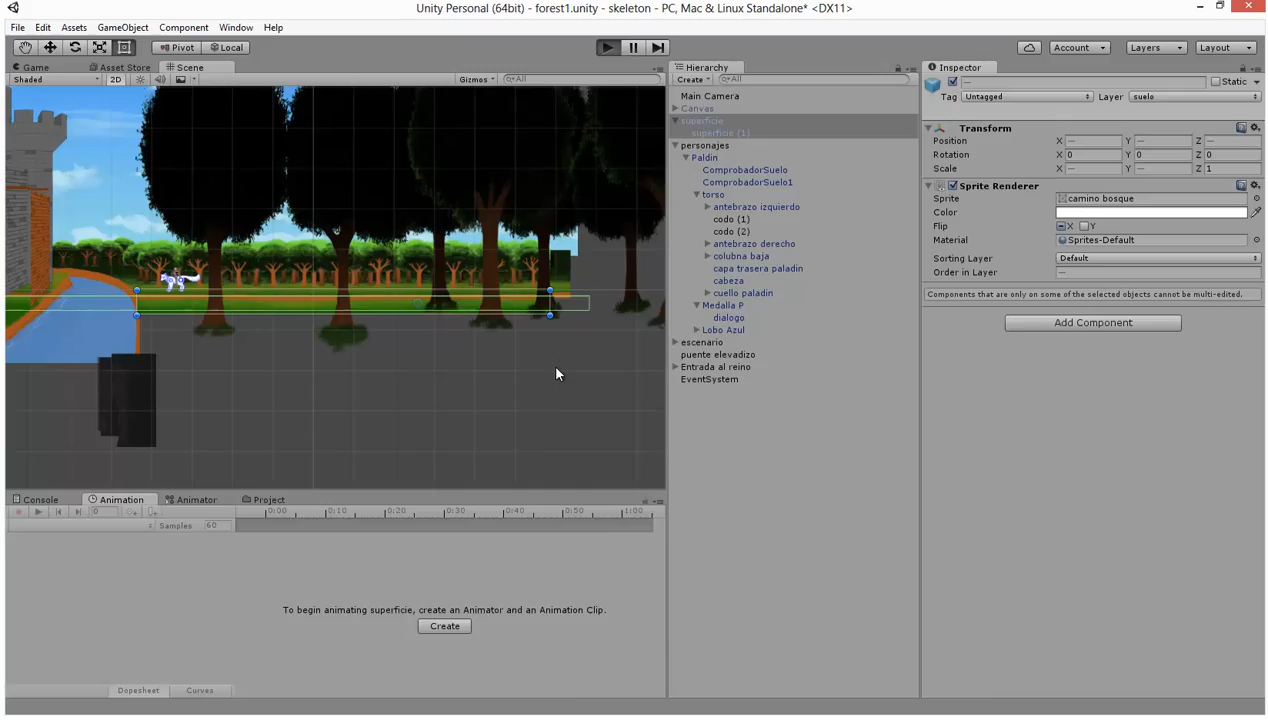 Unity Personal (64bit) - forest1.unity - skeleton - PC, Mac & Linux Standalone* <DX11>
File Edit Assets GameObject Component Window Help
Pivot Local Account Layers Layout
Game Asset Store Scene
Shaded 2D Gizmos All
Hierarchy
Create All
Main Camera
Canvas
superficie
superficie (1)
personajes
Paldin
ComprobadorSuelo
ComprobadorSuelo1
torso
antebrazo izquierdo
codo (1)
codo (2)
antebrazo derecho
colubna baja
capa trasera paladin
cabeza
cuello paladin
Medalla P
dialogo
Lobo Azul
escenario
puente elevadizo
Entrada al reino
EventSystem
Inspector
— Static
Tag Untagged Layer suelo
Transform
Position X — Y — Z —
Rotation X 0 Y 0 Z 0
Scale X — Y — Z 1
Sprite Renderer
Sprite camino bosque
Color
Flip X Y
Material Sprites-Default
Sorting Layer Default
Order in Layer —
Components that are only on some of the selected objects cannot be multi-edited.
Add Component
Console Animation Animator Project
0 0:00 0:10 0:20 0:30 0:40 0:50 1:00
Samples 60
To begin animating superficie, create an Animator and an Animation Clip.
Create
Dopesheet Curves